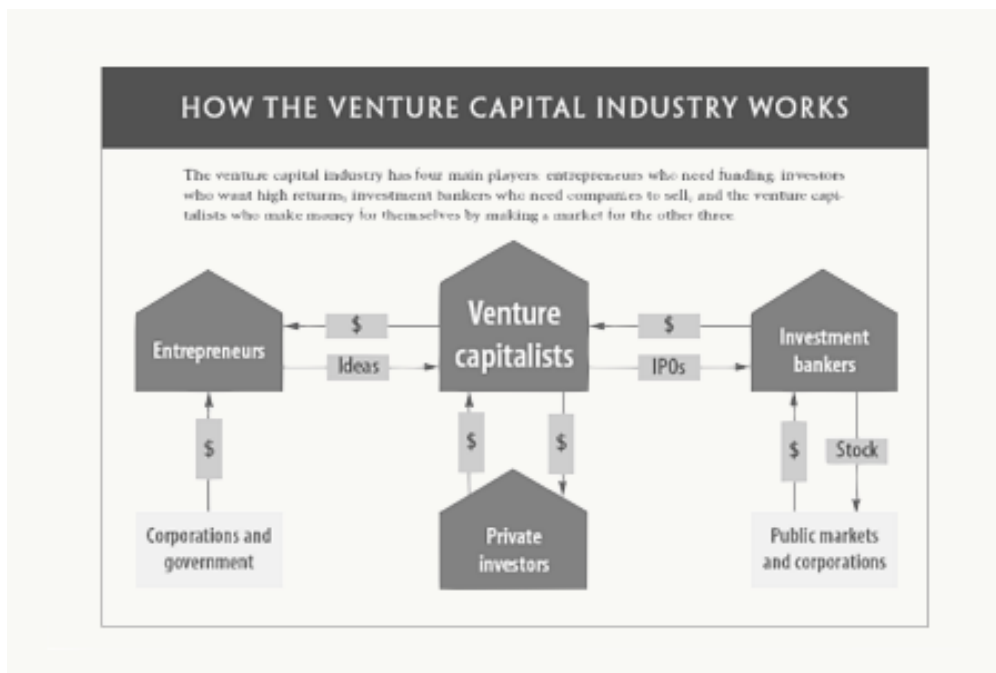 HOW THE VENTURE CAPITAL INDUSTRY WORKS
The venture capital industry has four main players: entrepreneurs who need funding, investors
who want high returns, investment bankers who need companies to sell, and the venture capi-
talists who make money for themselves by making a market for the other three.
Entrepreneurs
$
Ideas
Venture
capitalists
$
IPOs
Investment
bankers
$
$
$
$
Stock
Corporations and
government
Private
investors
Public markets
and corporations